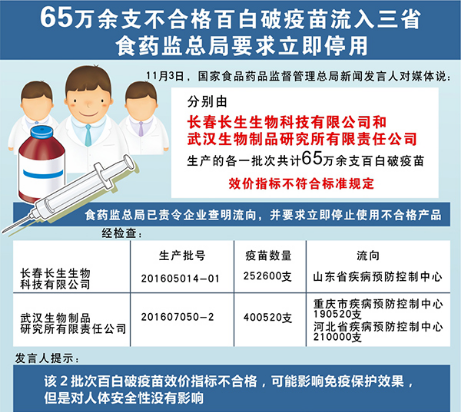 65万余支不合格百白破疫苗流入三省
食药监总局要求立即停用
11月3日，国家食品药品监督管理总局新闻发言人对媒体说：
分别由
长春长生生物科技有限公司和
武汉生物制品研究所有限责任公司
生产的各一批次共计65万余支百白破疫苗
效价指标不符合标准规定
食药监总局已责令企业查明流向，并要求立即停止使用不合格产品
经检查：
生产批号 疫苗数量 流向
长春长生生物
科技有限公司
201605014-01 252600支 山东省疾病预防控制中心
武汉生物制品
研究所有限责任公司
201607050-2 400520支 重庆市疾病预防控制中心
190520支
河北省疾病预防控制中心
210000支
发言人提示：
该2批次百白破疫苗效价指标不合格，可能影响免疫保护效果，
但是对人体安全性没有影响